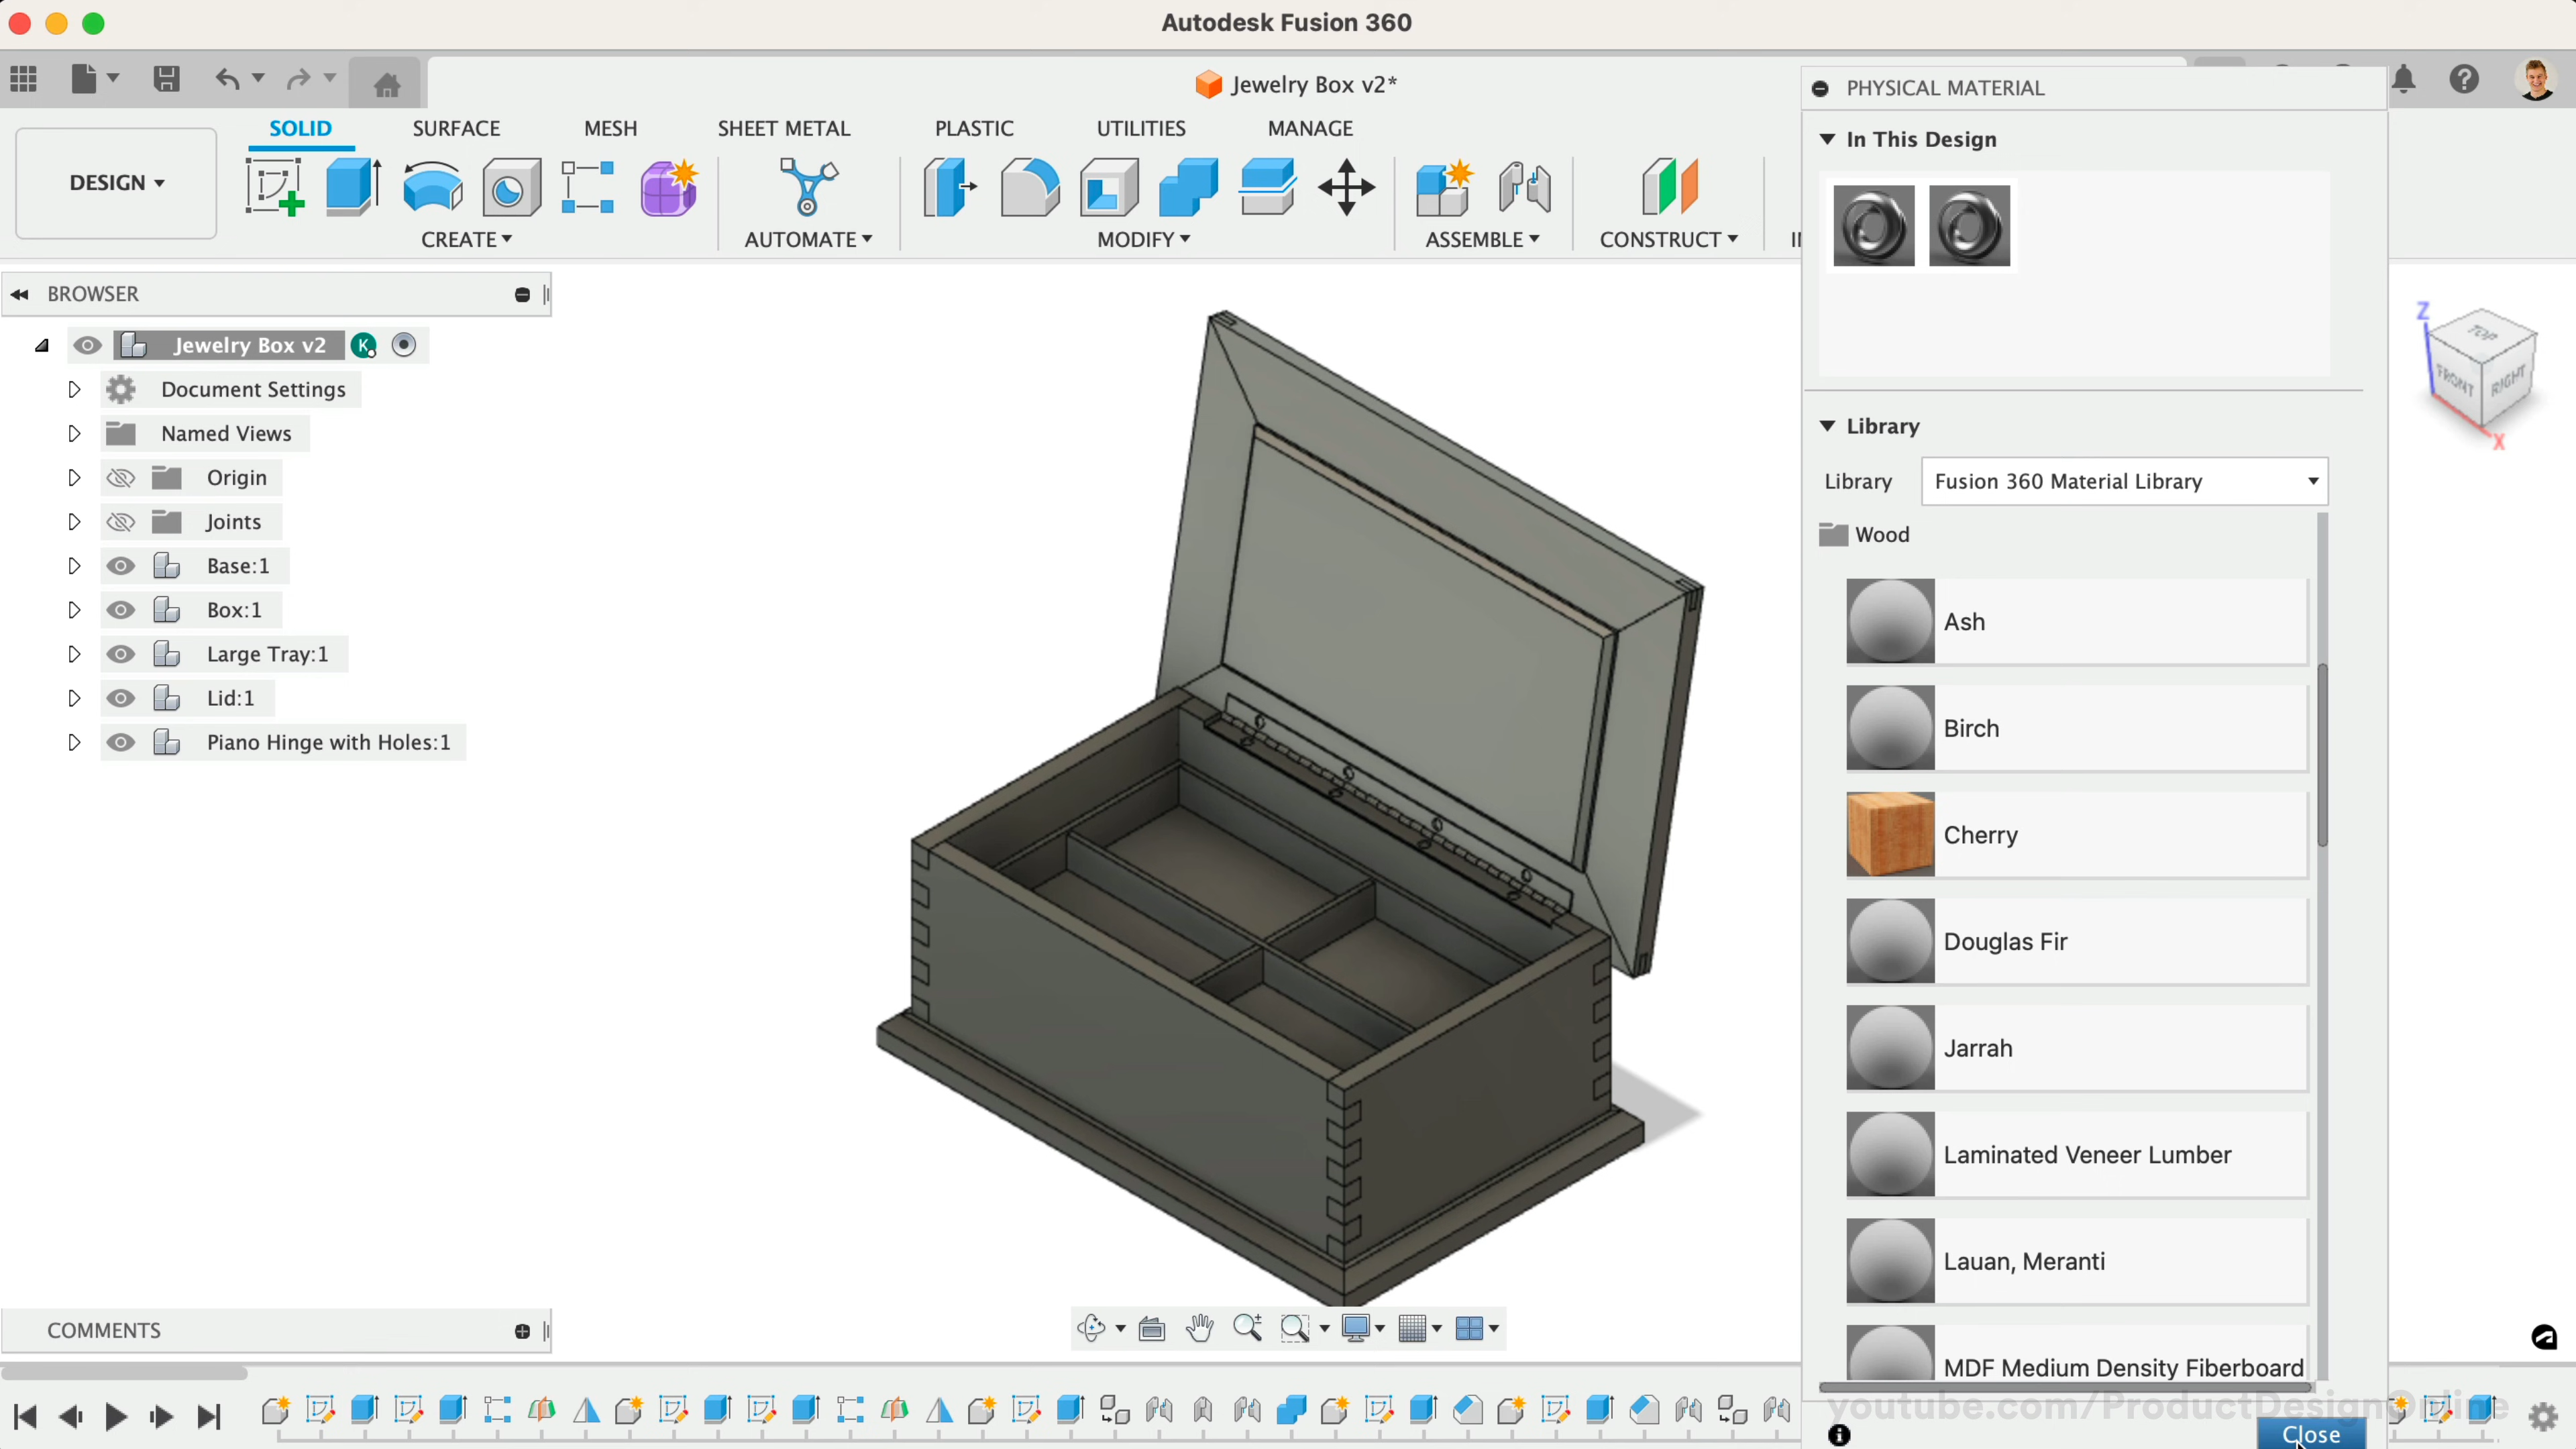 Autodesk Fusion 360
Jewelry Box v2*
PHYSICAL MATERIAL
SOLID SURFACE MESH SHEET METAL PLASTIC UTILITIES MANAGE
DESIGN
CREATE AUTOMATE MODIFY ASSEMBLE CONSTRUCT
In This Design
BROWSER
Jewelry Box v2 K
Document Settings
Named Views
Origin
Joints
Base:1
Box:1
Large Tray:1
Lid:1
Piano Hinge with Holes:1
Z
TOP
FRONT RIGHT
X
Library
Library Fusion 360 Material Library
Wood
Ash
Birch
Cherry
Douglas Fir
Jarrah
Laminated Veneer Lumber
Lauan, Meranti
MDF Medium Density Fiberboard
COMMENTS
youtube.com/ProductDesignOnline
Close